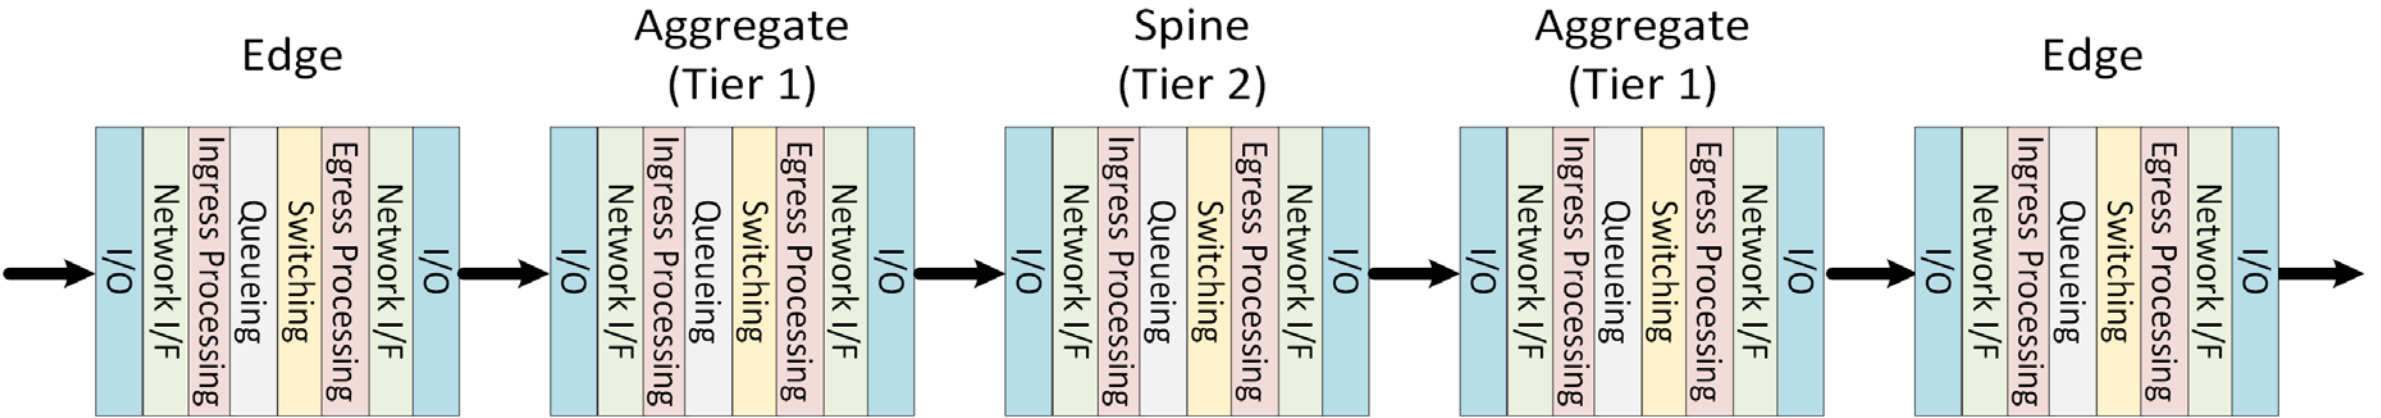 Edge
Aggregate
(Tier 1)
Spine
(Tier 2)
Aggregate
(Tier 1)
Edge
I/O
Network I/F
Ingress Processing
Queueing
Switching
Egress Processing
Network I/F
I/O
I/O
Network I/F
Ingress Processing
Queueing
Switching
Egress Processing
Network I/F
I/O
I/O
Network I/F
Ingress Processing
Queueing
Switching
Egress Processing
Network I/F
I/O
I/O
Network I/F
Ingress Processing
Queueing
Switching
Egress Processing
Network I/F
I/O
I/O
Network I/F
Ingress Processing
Queueing
Switching
Egress Processing
Network I/F
I/O